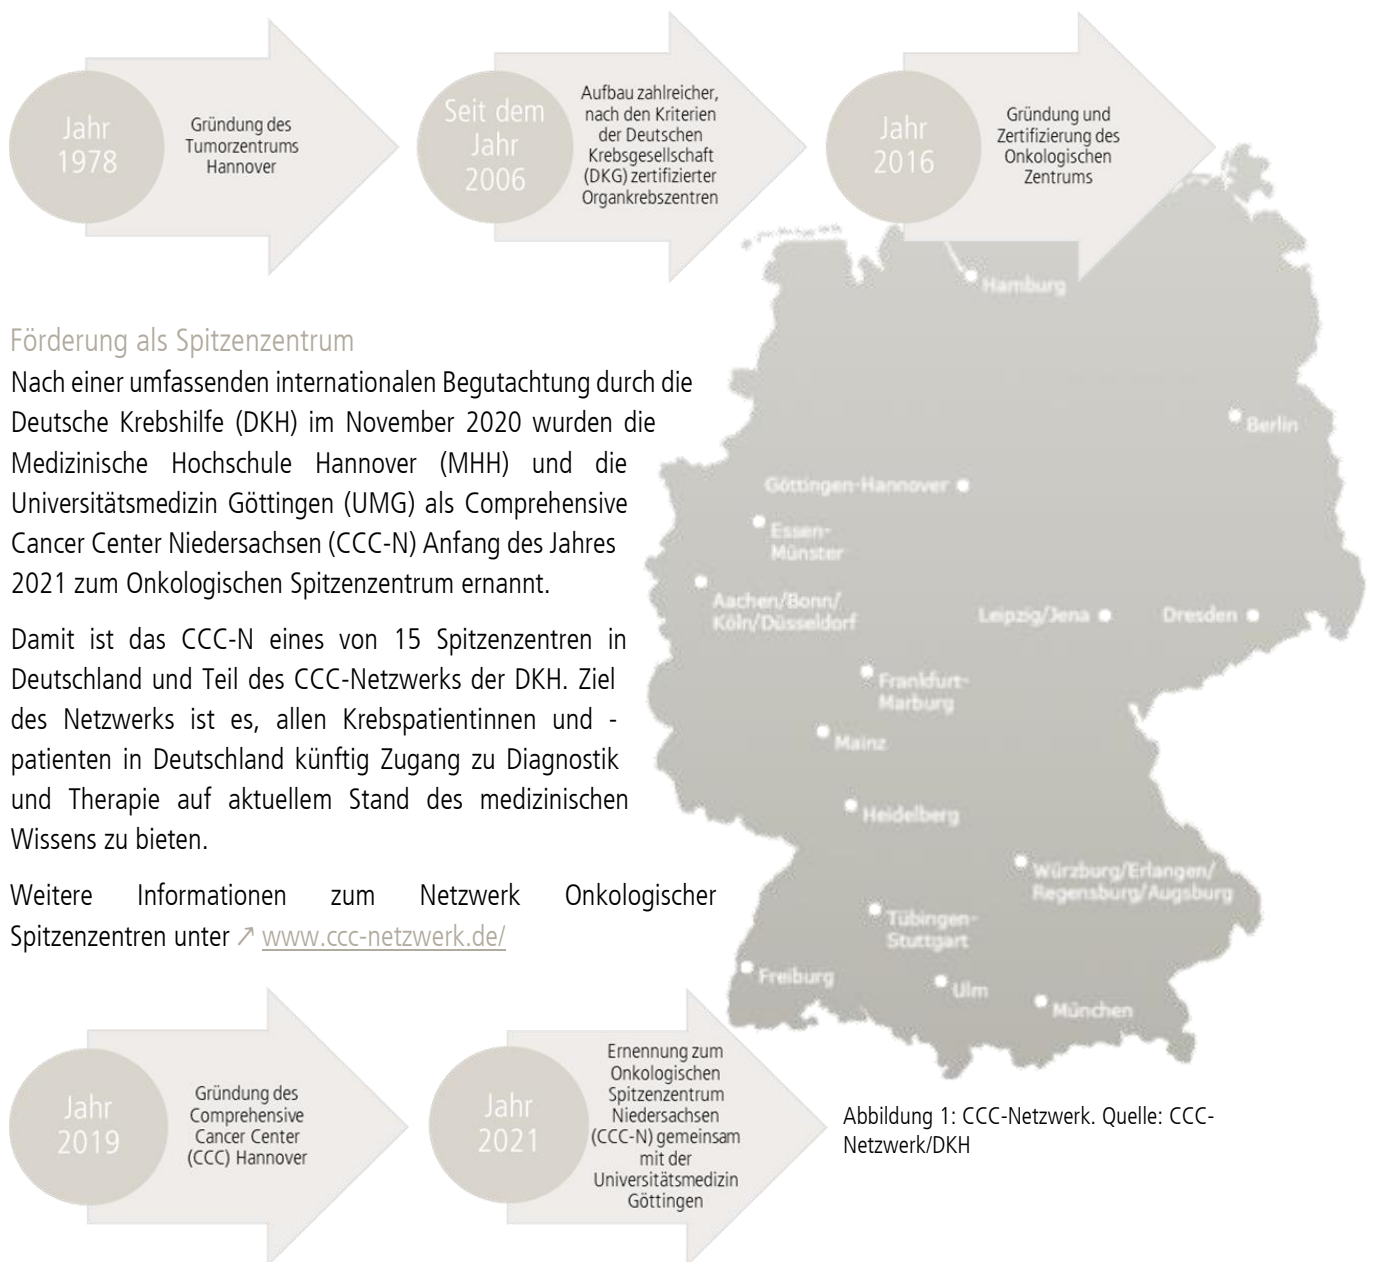 Jahr
1978
Gründung des
Tumorzentrums
Hannover
Seit dem
Jahr
2006
Aufbau zahlreicher,
nach den Kriterien
der Deutschen
Krebsgesellschaft
(DKG) zertifizierter
Organkrebszentren
Jahr
2016
Gründung und
Zertifizierung des
Onkologischen
Zentrums
Förderung als Spitzenzentrum
Nach einer umfassenden internationalen Begutachtung durch die
Deutsche Krebshilfe (DKH) im November 2020 wurden die
Medizinische Hochschule Hannover (MHH) und die
Universitätsmedizin Göttingen (UMG) als Comprehensive
Cancer Center Niedersachsen (CCC-N) Anfang des Jahres
2021 zum Onkologischen Spitzenzentrum ernannt.
Damit ist das CCC-N eines von 15 Spitzenzentren in
Deutschland und Teil des CCC-Netzwerks der DKH. Ziel
des Netzwerks ist es, allen Krebspatientinnen und -
patienten in Deutschland künftig Zugang zu Diagnostik
und Therapie auf aktuellem Stand des medizinischen
Wissens zu bieten.
Weitere Informationen zum Netzwerk Onkologischer
Spitzenzentren unter ↗ www.ccc-netzwerk.de/
Hamburg
Berlin
Göttingen-Hannover
Essen-
Münster
Aachen/Bonn/
Köln/Düsseldorf
Leipzig/Jena
Dresden
Frankfurt-
Marburg
Mainz
Heidelberg
Würzburg/Erlangen/
Regensburg/Augsburg
Tübingen-
Stuttgart
Freiburg
Ulm
München
Jahr
2019
Gründung des
Comprehensive
Cancer Center
(CCC) Hannover
Jahr
2021
Ernennung zum
Onkologischen
Spitzenzentrum
Niedersachsen
(CCC-N) gemeinsam
mit der
Universitätsmedizin
Göttingen
Abbildung 1: CCC-Netzwerk. Quelle: CCC-
Netzwerk/DKH